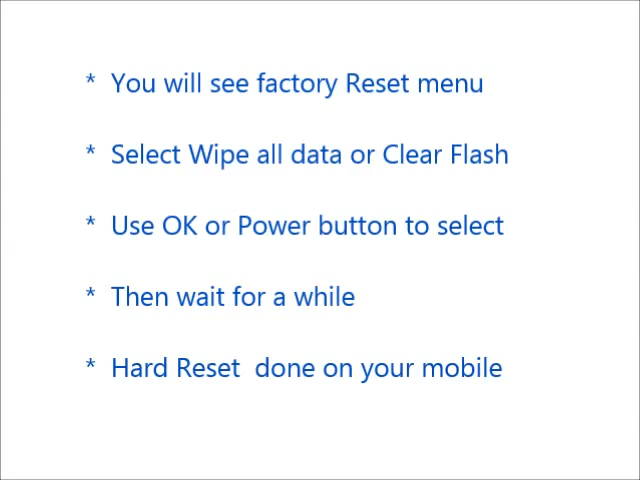 * You will see factory Reset menu
* Select Wipe all data or Clear Flash
* Use OK or Power button to select
* Then wait for a while
* Hard Reset  done on your mobile